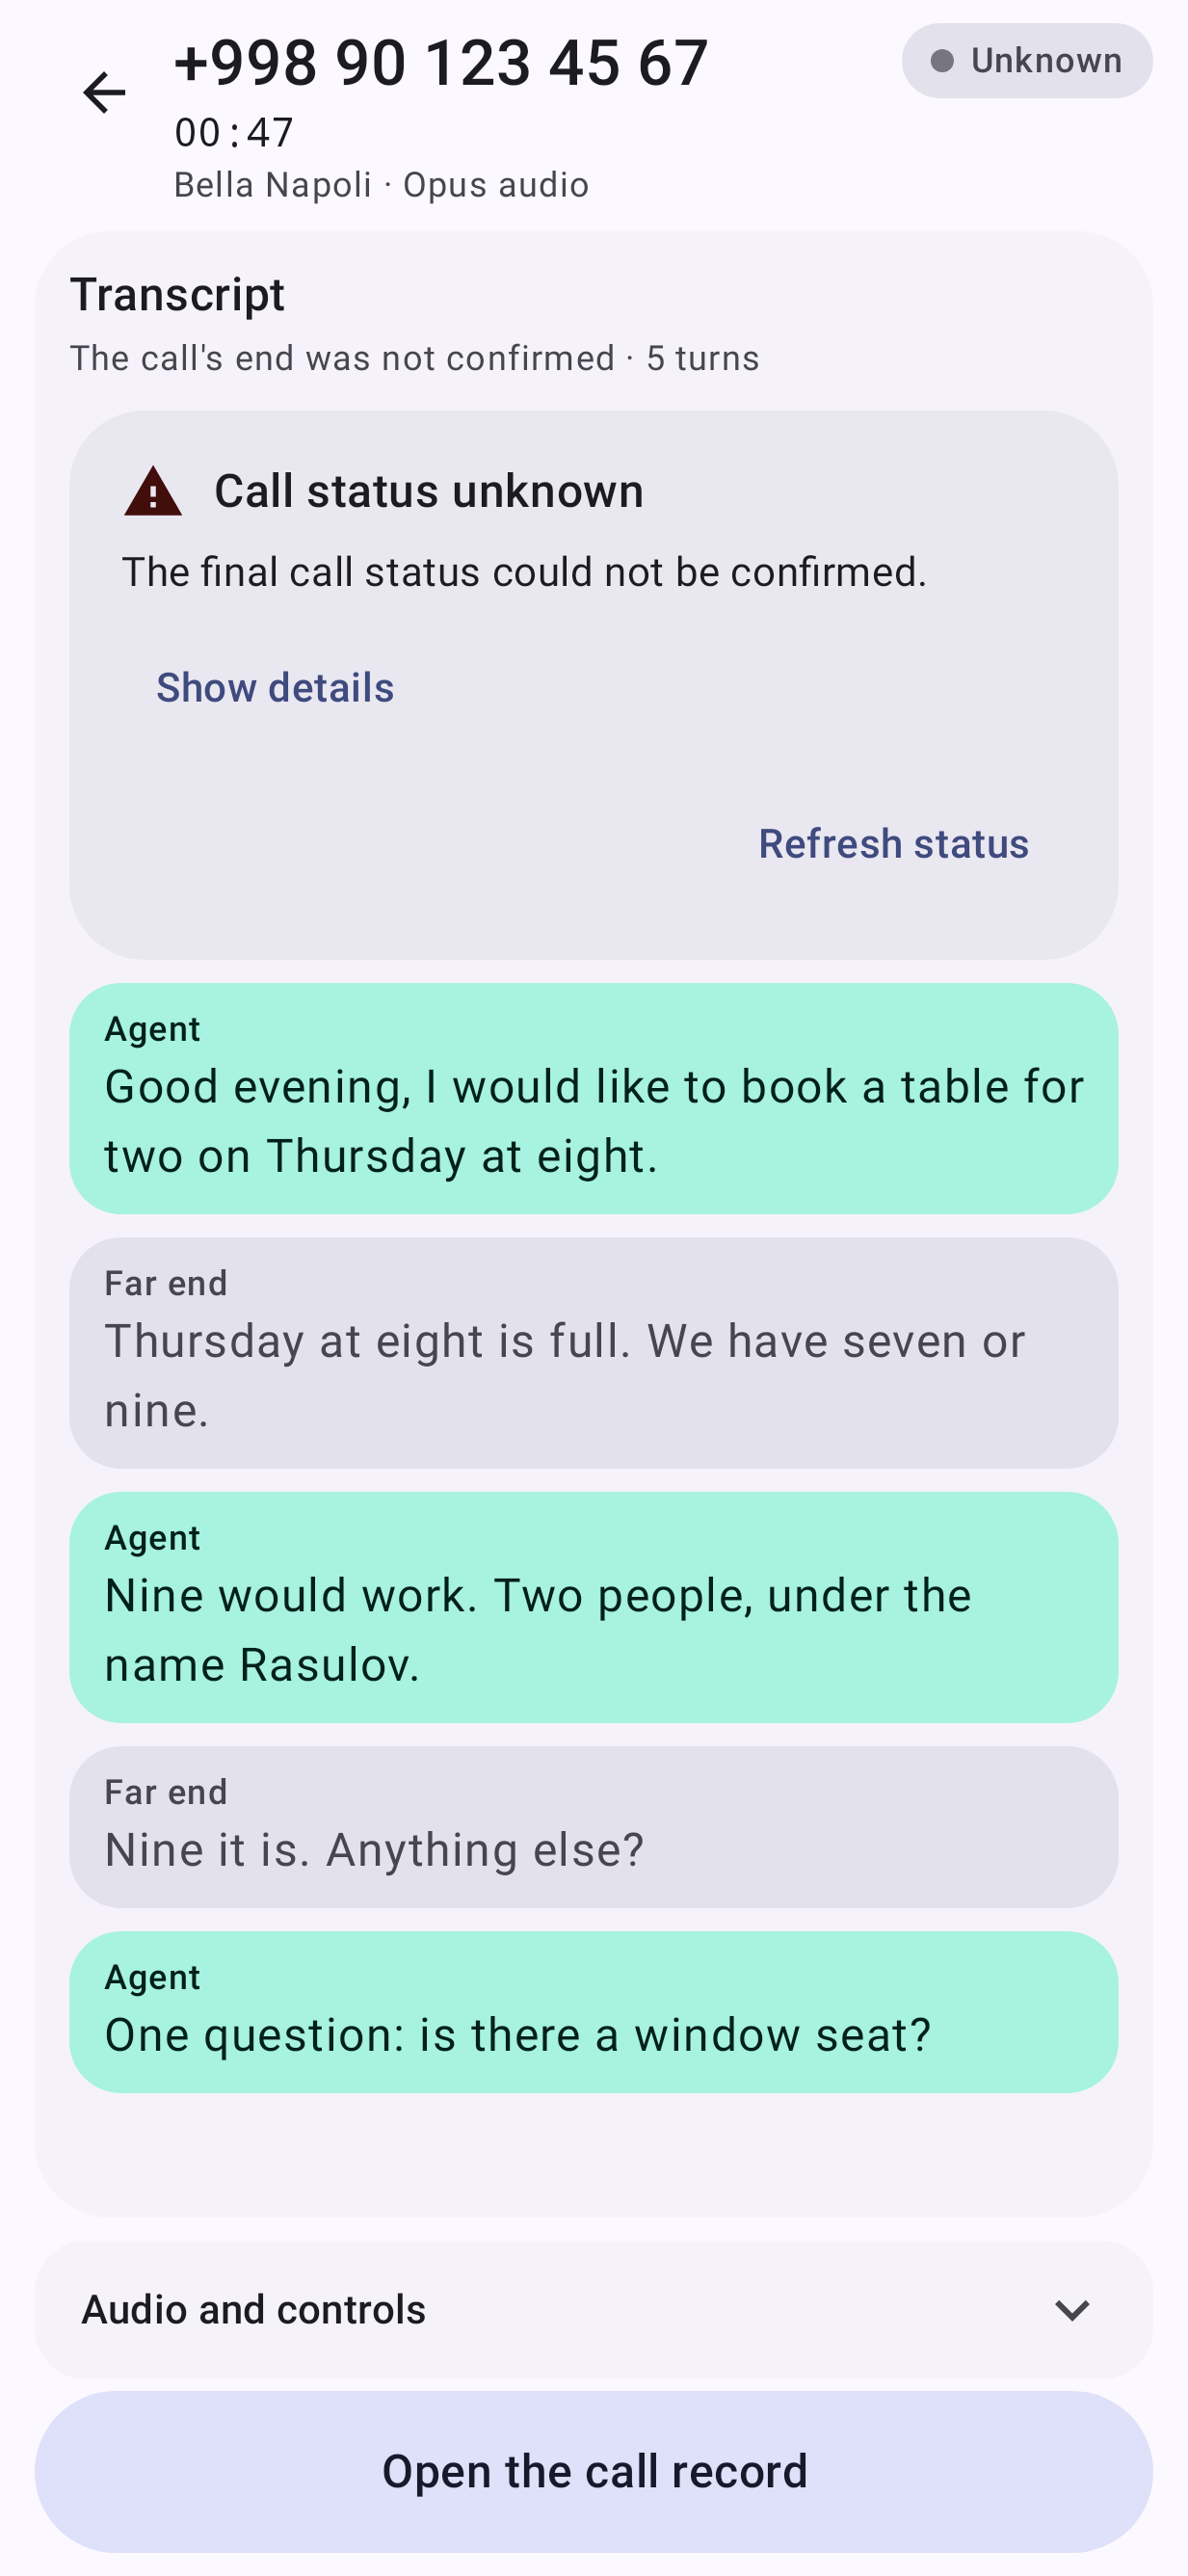 +998 90 123 45 67
Unknown
00:47
Bella Napoli · Opus audio
Transcript
The call's end was not confirmed · 5 turns
Call status unknown
The final call status could not be confirmed.
Show details
Refresh status
Agent
Good evening, I would like to book a table for
two on Thursday at eight.
Far end
Thursday at eight is full. We have seven or
nine.
Agent
Nine would work. Two people, under the
name Rasulov.
Far end
Nine it is. Anything else?
Agent
One question: is there a window seat?
Audio and controls
Open the call record